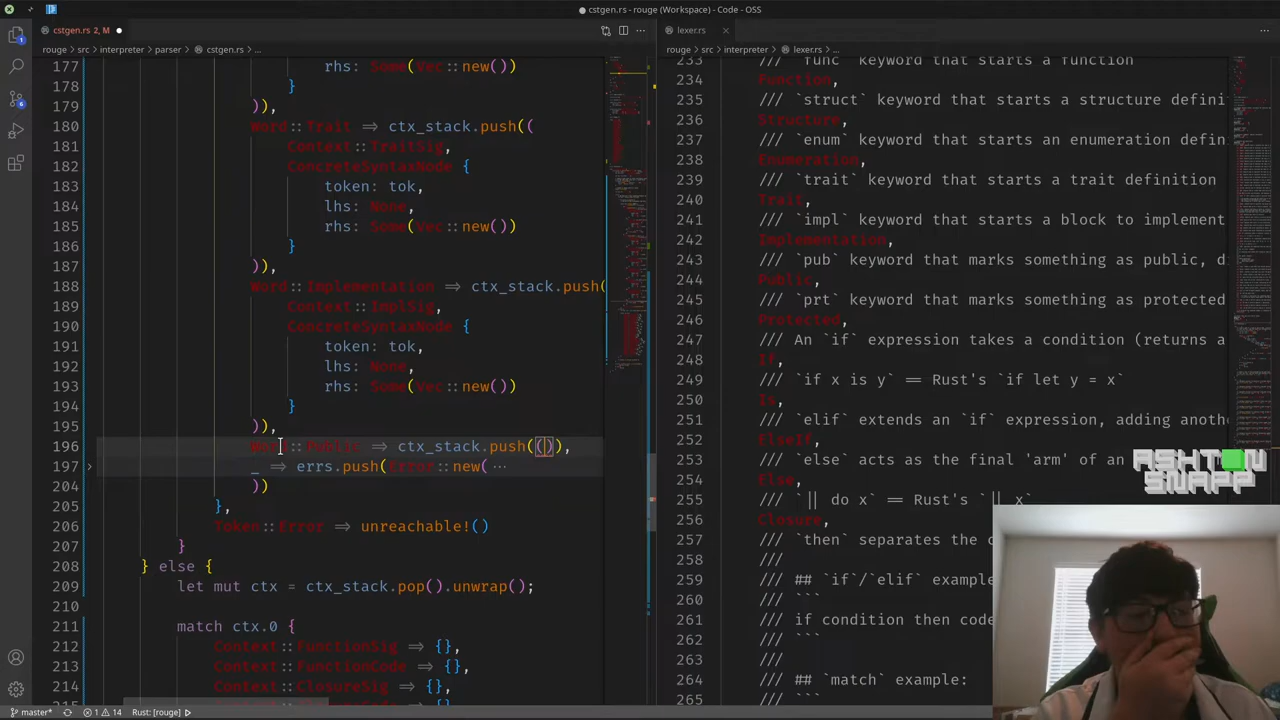 cstgen.rs - rouge (Workspace) - Code - OSS
cstgen.rs 2, M
rouge > src > interpreter > parser > cstgen.rs > ...
177 rhs: Some(Vec::new())
178 }
179 )),
180 Word::Trait => ctx_stack.push((
181 Context::TraitSig,
182 ConcreteSyntaxNode {
183 token: tok,
184 lhs: None,
185 rhs: Some(Vec::new())
186 }
187 )),
188 Word::Implementation => ctx_stack.push(
189 Context::ImplSig,
190 ConcreteSyntaxNode {
191 token: tok,
192 lhs: None,
193 rhs: Some(Vec::new())
194 }
195 )),
196 Word::Public => ctx_stack.push(()),
197 _ => errs.push(Error::new( ...
204 ))
205 },
206 Token::Error => unreachable!()
207 }
208 } else {
209 let mut ctx = ctx_stack.pop().unwrap();
210
211 match ctx.0 {
212 Context::FunctionSig => {},
213 Context::FunctionCode => {},
214 Context::ClosureSig => {},
lexer.rs
rouge > src > interpreter > lexer.rs > ...
233 /// `func` keyword that starts a function
234 Function,
235 /// `struct` keyword that starts a structure defini
236 Structure,
237 /// `enum` keyword that starts an enumeration defin
238 Enumeration,
239 /// `trait` keyword that starts a trait definition
240 Trait,
241 /// `impl` keyword that starts a block to implement
242 Implementation,
243 /// `pub` keyword that marks something as public, d
244 Public,
245 /// `prt` keyword that marks something as protected
246 Protected,
247 /// An `if` expression takes a condition (returns a
248 If,
249 /// `if x is y` == Rust's `if let y = x`
250 Is,
251 /// `elif` extends an `if` expression, adding anoth
252 ElseIf,
253 /// `else` acts as the final 'arm' of an
254 Else,
255 /// `|| do x` == Rust's `|| x`
256 Closure,
257 /// `then` separates the c
258 ///
259 /// ## `if`/`elif` example
260 /// ```
261 /// if condition then code
262 ///
263 ///
264 /// ## `match` example:
265 /// ```
ASHTON
SNAPP
master* 1 14 Rust: [rouge]